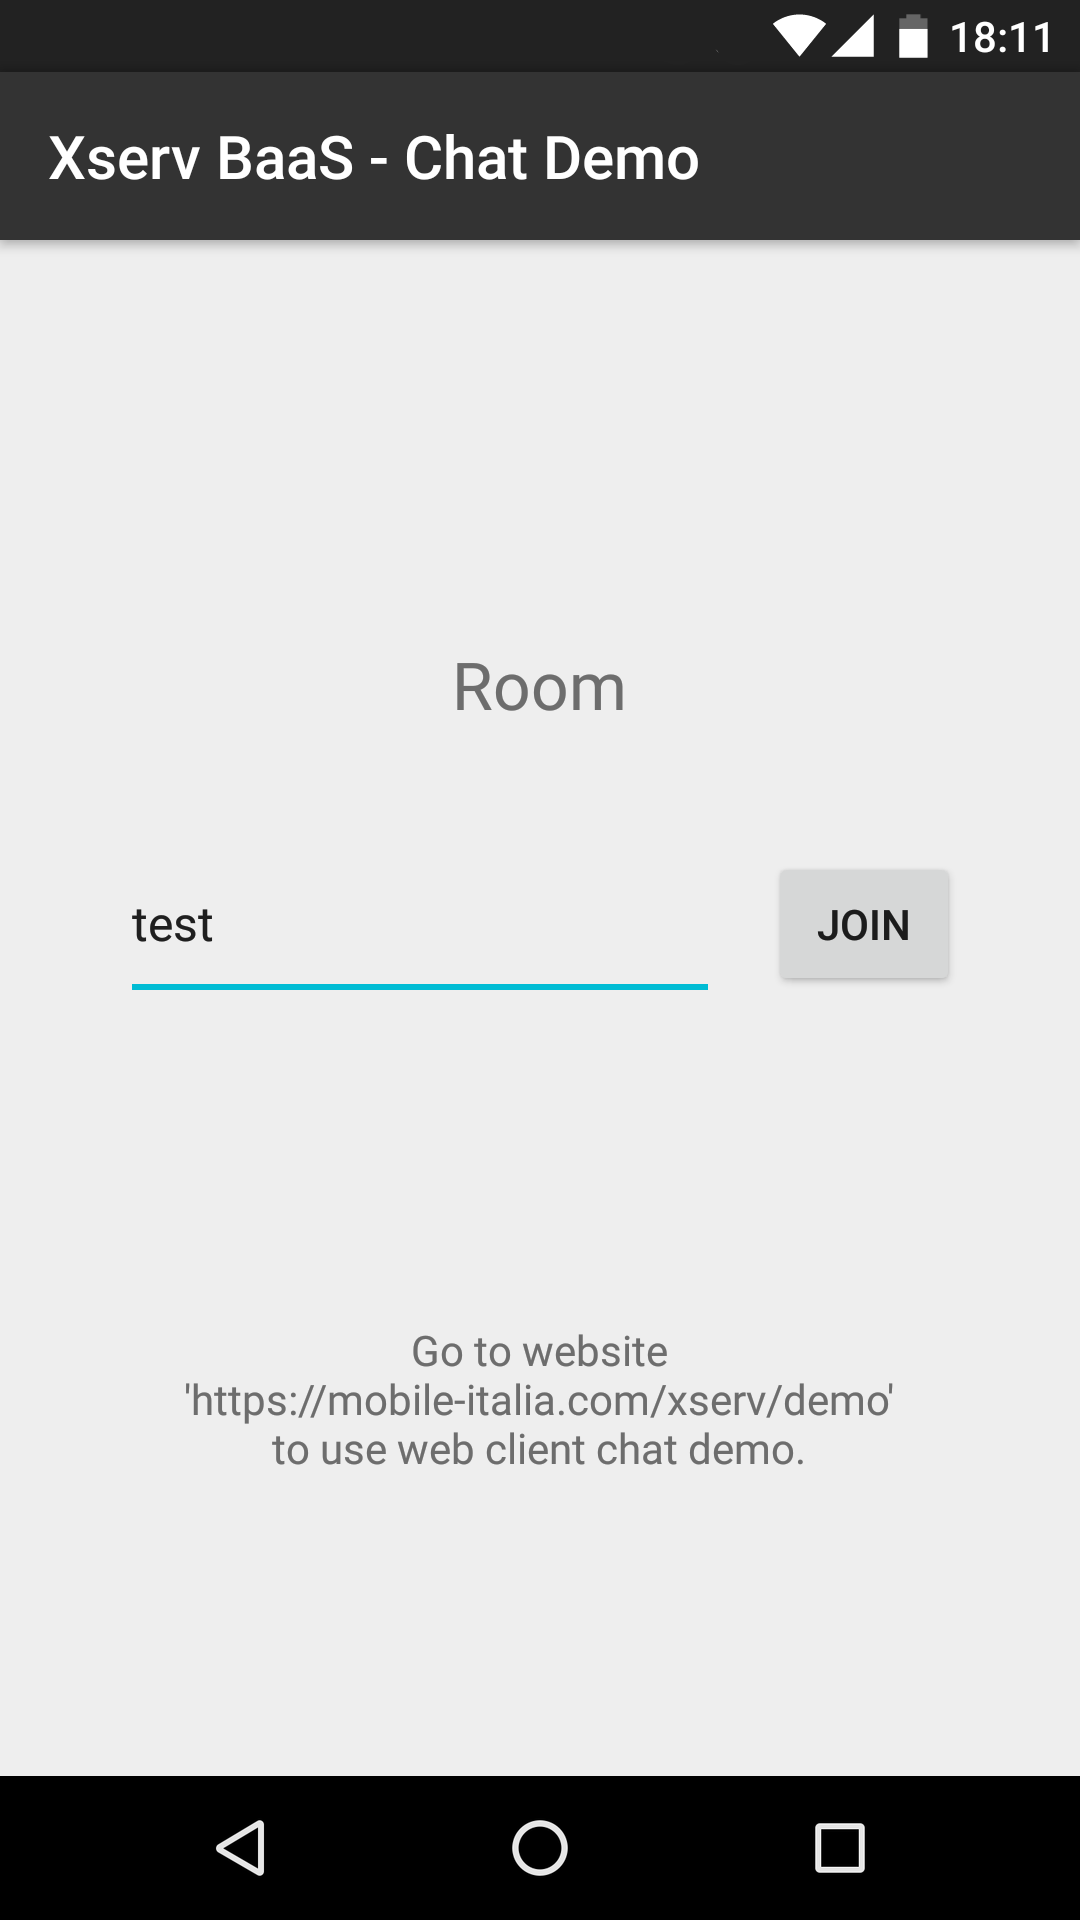 18:11
Xserv BaaS - Chat Demo
Room
test
JOIN
Go to website
'https://mobile-italia.com/xserv/demo'
to use web client chat demo.